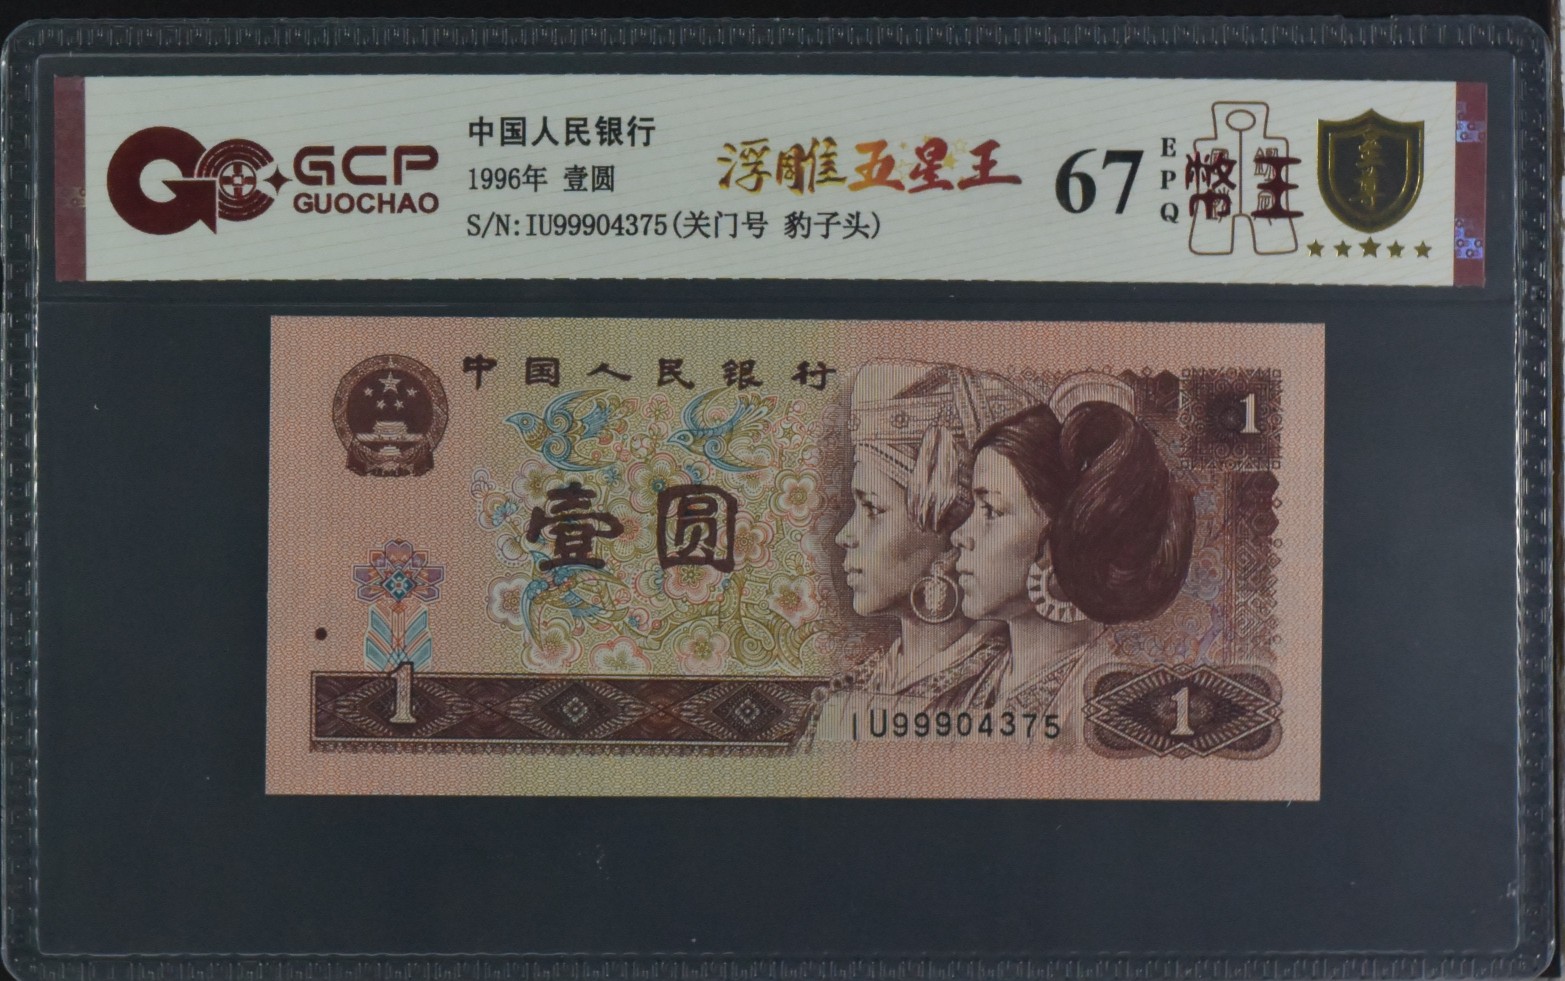 GCP
GUOCHAO
中国人民银行
1996年 壹圆
S/N:IU99904375(关门号 豹子头)
浮雕五星王
67
EPQ
中国人民银行
1
壹圆
1
IU99904375
1